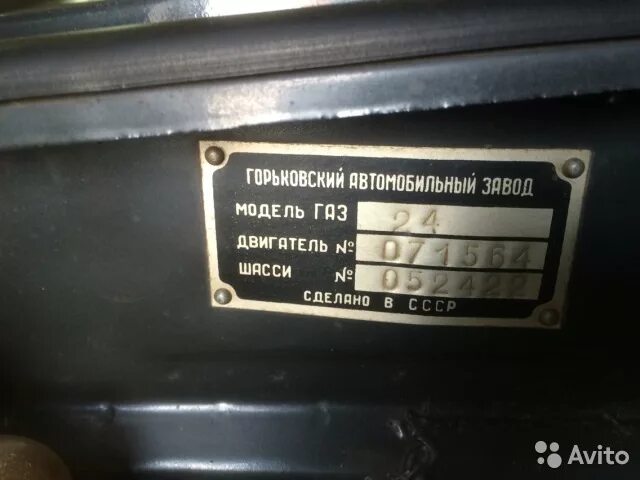 ГОРЬКОВСКИЙ АВТОМОБИЛЬНЫЙ ЗАВОД
МОДЕЛЬ ГАЗ 24
ДВИГАТЕЛЬ № 071564
ШАССИ № 052422
СДЕЛАНО В СССР
Avito